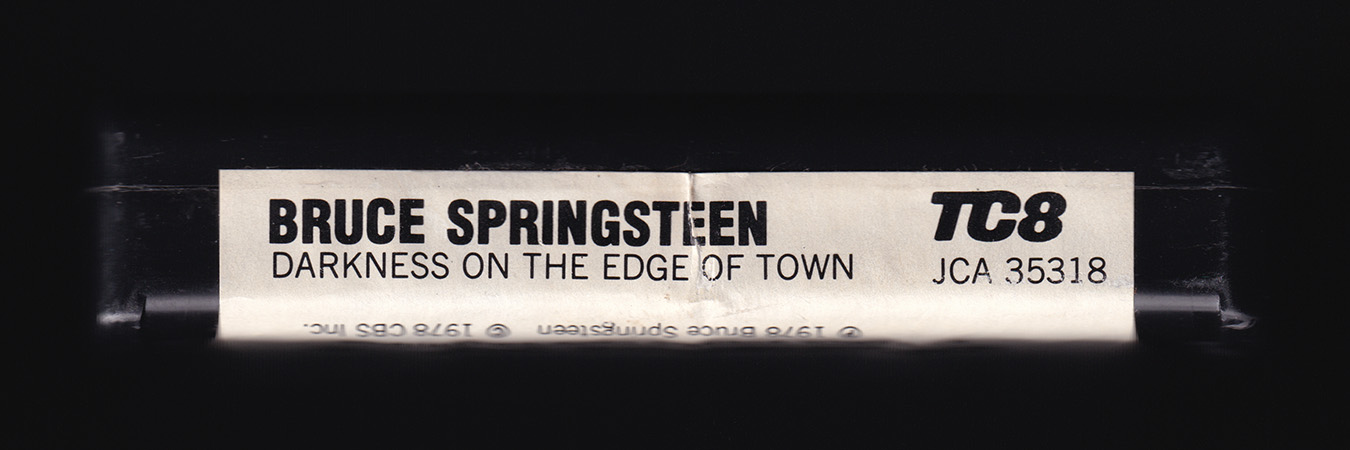 BRUCE SPRINGSTEEN
DARKNESS ON THE EDGE OF TOWN
TC8
JCA 35318
℗ 1978 Bruce Springsteen © 1978 CBS Inc.